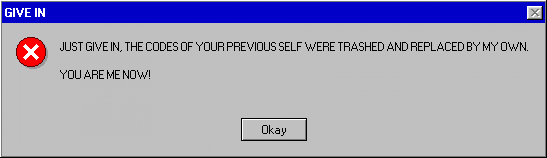 GIVE IN
JUST GIVE IN, THE CODES OF YOUR PREVIOUS SELF WERE TRASHED AND REPLACED BY MY OWN.
YOU ARE ME NOW!
Okay